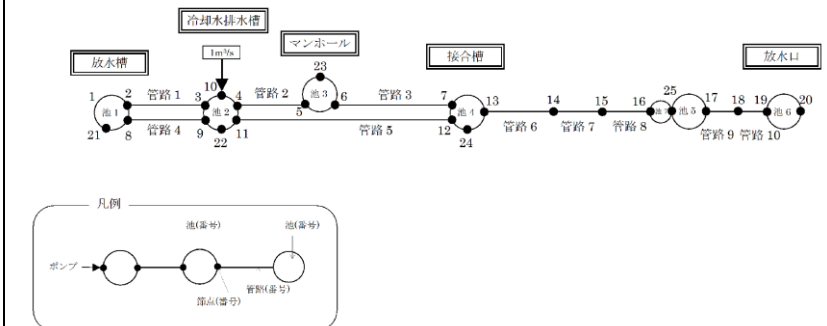 冷却水排水槽
1m³/s
マンホール
放水槽
接合槽
放水口
23
10
1 2 管路 1 3 4 管路 2 池 3 管路 3 7 13 14 15 16 25 17 18 19 20
5 6
池 1 池 2 池 4 池 5 池 6
21 8 管路 4 9 11 管路 5 12 管路 6 管路 7 管路 8 管路 9 管路 10
22 24
凡例
池(番号) 池(番号)
ポンプ
管路(番号)
節点(番号)